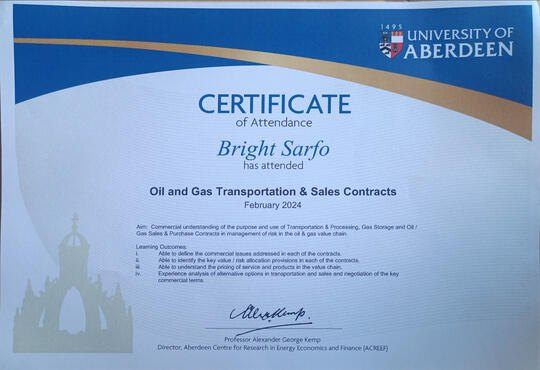 1495
UNIVERSITY OF
ABERDEEN
CERTIFICATE
of Attendance
Bright Sarfo
has attended
Oil and Gas Transportation & Sales Contracts
February 2024
Aim: Commercial understanding of the purpose and use of Transportation & Processing, Gas Storage and Oil /
Gas Sales & Purchase Contracts in management of risk in the oil & gas value chain.
Learning Outcomes:
i. Able to define the commercial issues addressed in each of the contracts.
ii. Able to identify the key value / risk allocation provisions in each of the contracts.
iii. Able to understand the pricing of service and products in the value chain.
iv. Experience analysis of alternative options in transportation and sales and negotiation of the key
commercial terms.
Professor Alexander George Kemp
Director, Aberdeen Centre for Research in Energy Economics and Finance (ACREEF)